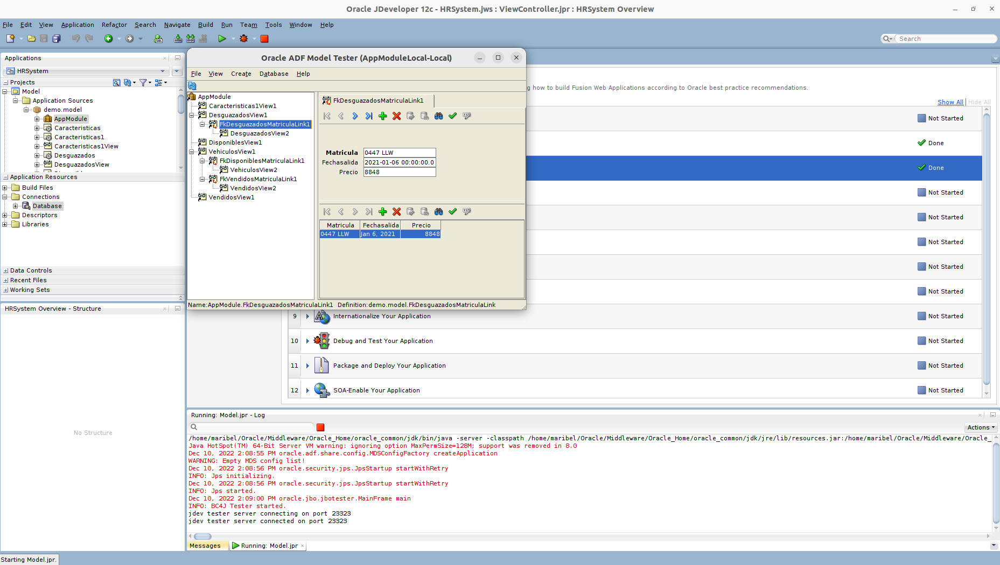 Oracle JDeveloper 12c - HRSystem.jws : ViewController.jpr : HRSystem Overview
File Edit View Application Refactor Search Navigate Build Run Team Tools Window Help
Search
Applications
HRSystem
Projects
Model
Application Sources
demo.model
AppModule
Caracteristicas
Caracteristicas1
Caracteristicas1View
Desguazados
DesguazadosView
Application Resources
Build Files
Connections
Database
Descriptors
Libraries
Data Controls
Recent Files
Working Sets
HRSystem Overview - Structure
No Structure
Oracle ADF Model Tester (AppModuleLocal-Local)
File View Create Database Help
AppModule
Caracteristicas1View1
DesguazadosView1
FkDesguazadosMatriculaLink1
DesguazadosView2
DisponiblesView1
VehiculosView1
FkDisponiblesMatriculaLink1
VehiculosView2
FkVendidosMatriculaLink1
VendidosView2
VendidosView1
FkDesguazadosMatriculaLink1
Matricula 0447 LLW
Fechasalida 2021-01-06 00:00:00.0
Precio 8848
Matricula Fechasalida Precio
0447 LLW Jan 6, 2021 8848
Name:AppModule.FkDesguazadosMatriculaLink1 Definition:demo.model.FkDesguazadosMatriculaLink
how to build Fusion Web Applications according to Oracle best practice recommendations.
Show All Hide All
Not Started
Done
Done
Not Started
Not Started
Not Started
Not Started
Not Started
9 Internationalize Your Application Not Started
10 Debug and Test Your Application Not Started
11 Package and Deploy Your Application Not Started
12 SOA-Enable Your Application Not Started
Running: Model.jpr - Log
Actions
/home/maribel/Oracle/Middleware/Oracle_Home/oracle_common/jdk/bin/java -server -classpath /home/maribel/Oracle/Middleware/Oracle_Home/oracle_common/jdk/jre/lib/resources.jar:/home/maribel/Oracle/Middleware/Oracle_
Java HotSpot(TM) 64-Bit Server VM warning: ignoring option MaxPermSize=128M; support was removed in 8.0
Dec 10, 2022 2:08:55 PM oracle.adf.share.config.MDSConfigFactory createApplication
WARNING: Empty MDS config list!
Dec 10, 2022 2:08:56 PM oracle.security.jps.JpsStartup startWithRetry
INFO: Jps initializing.
Dec 10, 2022 2:08:56 PM oracle.security.jps.JpsStartup startWithRetry
INFO: Jps started.
Dec 10, 2022 2:09:00 PM oracle.jbo.jbotester.MainFrame main
INFO: BC4J Tester started.
jdev tester server connecting on port 23323
jdev tester server connected on port 23323
Messages Running: Model.jpr
Starting Model.jpr.